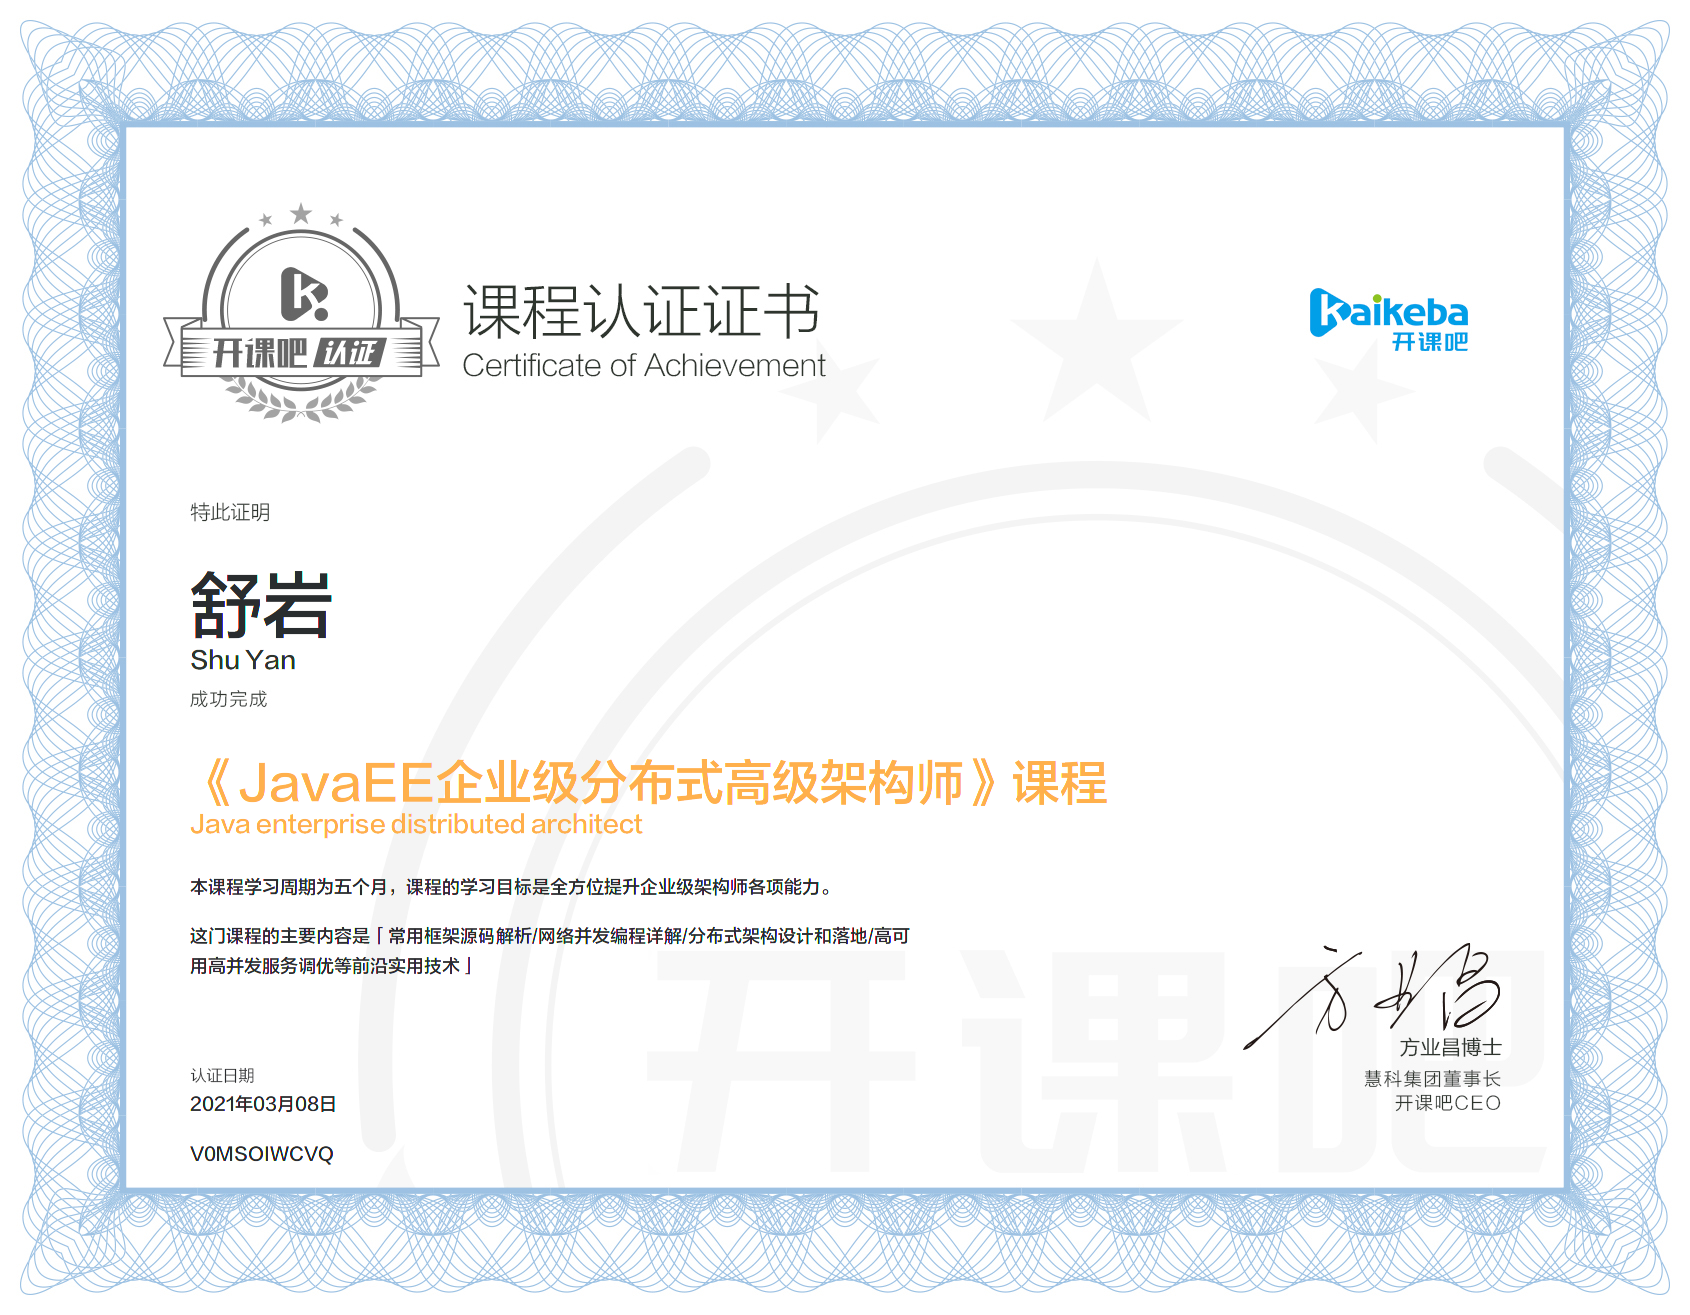 开课吧 认证
课程认证证书
Certificate of Achievement
kaikeba
开课吧
特此证明
舒岩
Shu Yan
成功完成
《JavaEE企业级分布式高级架构师》课程
Java enterprise distributed architect
本课程学习周期为五个月，课程的学习目标是全方位提升企业级架构师各项能力。
这门课程的主要内容是「常用框架源码解析/网络并发编程详解/分布式架构设计和落地/高可
用高并发服务调优等前沿实用技术」
开课吧
方业昌
方业昌博士
慧科集团董事长
开课吧CEO
认证日期
2021年03月08日
V0MSOIWCVQ